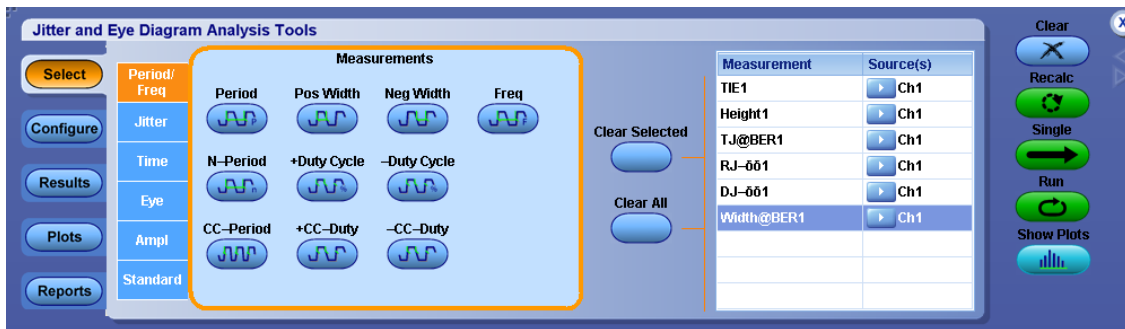 Jitter and Eye Diagram Analysis Tools
Select
Configure
Results
Plots
Reports
Period/
Freq
Jitter
Time
Eye
Ampl
Standard
Measurements
Period Pos Width Neg Width Freq
N–Period +Duty Cycle –Duty Cycle
CC–Period +CC–Duty –CC–Duty
Clear Selected
Clear All
Measurement Source(s)
TIE1 Ch1
Height1 Ch1
TJ@BER1 Ch1
RJ–δδ1 Ch1
DJ–δδ1 Ch1
Width@BER1 Ch1
Clear
X
Recalc
Single
Run
Show Plots